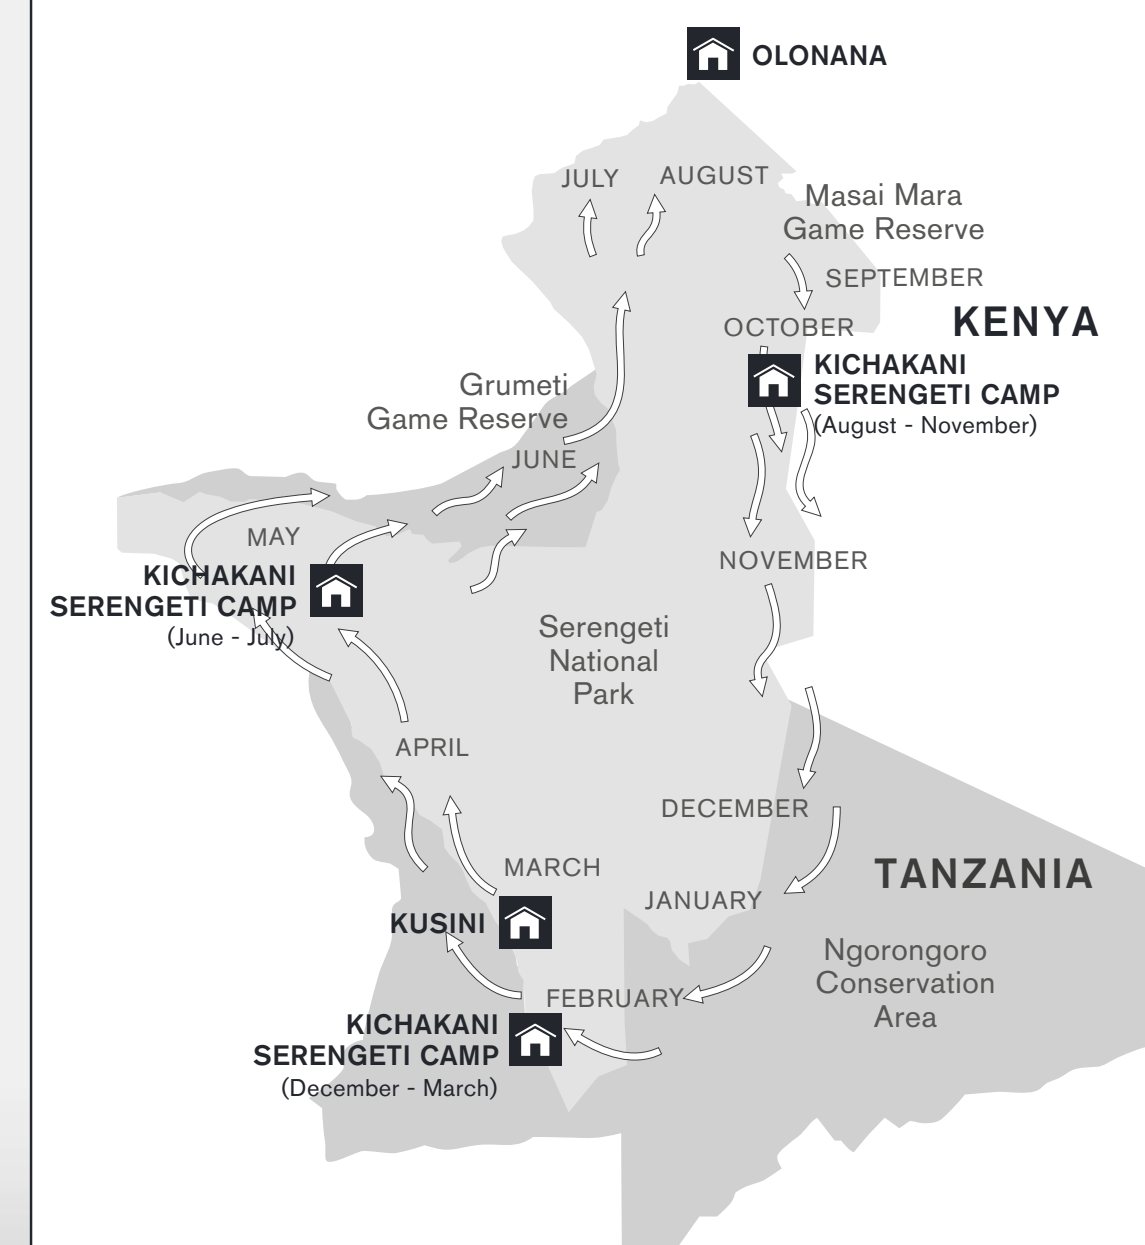 OLONANA
JULY
AUGUST
Masai Mara
Game Reserve
SEPTEMBER
OCTOBER
KENYA
KICHAKANI
SERENGETI CAMP
(August - November)
Grumeti
Game Reserve
JUNE
MAY
KICHAKANI
SERENGETI CAMP
(June - July)
NOVEMBER
Serengeti
National
Park
APRIL
DECEMBER
MARCH
TANZANIA
JANUARY
KUSINI
Ngorongoro
Conservation
Area
FEBRUARY
KICHAKANI
SERENGETI CAMP
(December - March)